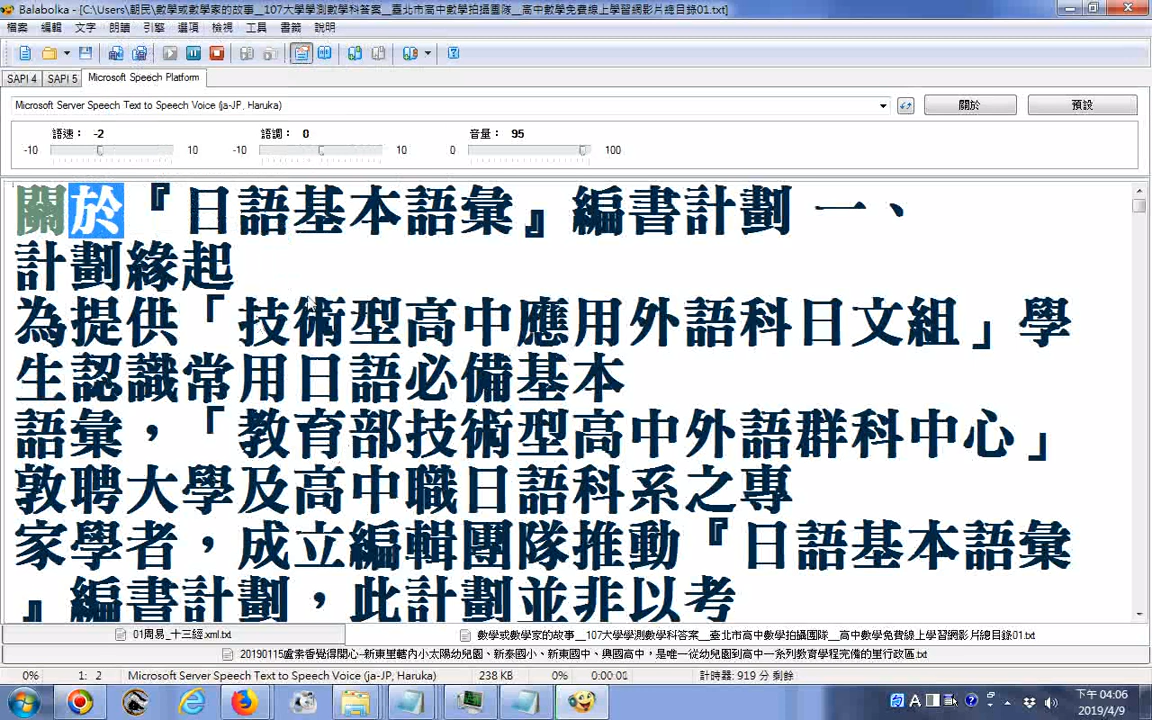 Balabolka - [C:\Users\朝民\數學或數學家的故事__107大學學測數學科答案__臺北市高中數學拍攝團隊__高中數學免費線上學習網影片總目錄01.txt]
檔案 編輯 文字 朗讀 引擎 選項 檢視 工具 書籤 說明
SAPI 4 SAPI 5 Microsoft Speech Platform
Microsoft Server Speech Text to Speech Voice (ja-JP, Haruka) 關於 預設
語速： -2 語調： 0 音量： 95
-10 10 -10 10 0 100
關於『日語基本語彙』編書計劃 一、
計劃緣起
為提供「技術型高中應用外語科日文組」學
生認識常用日語必備基本
語彙，「教育部技術型高中外語群科中心」
敦聘大學及高中職日語科系之專
家學者，成立編輯團隊推動『日語基本語彙
』編書計劃，此計劃並非以考
01周易_十三經.xml.txt 數學或數學家的故事__107大學學測數學科答案__臺北市高中數學拍攝團隊__高中數學免費線上學習網影片總目錄01.txt
20190115盧素香覺得開心--新東里轄內小太陽幼兒園、新泰國小、新東國中、興國高中，是唯一從幼兒園到高中一系列教育學程完備的里行政區.txt
0% 1: 2 Microsoft Server Speech Text to Speech Voice (ja-JP, Haruka) 238 KB 0% 0:00:01 計時器: 919 分 剩餘
下午 04:06
2019/4/9